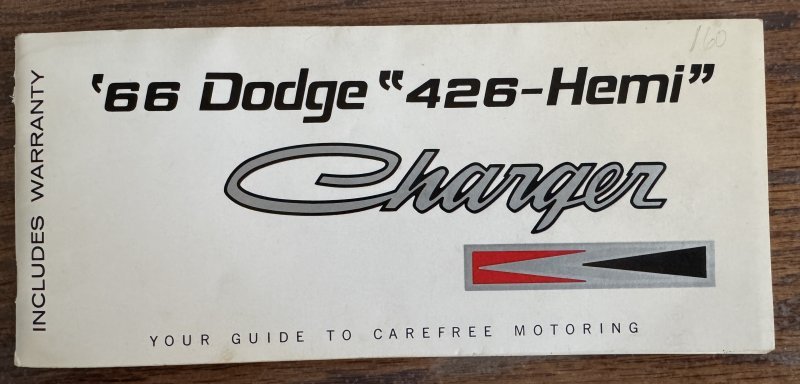 160
'66 Dodge "426-Hemi"
Charger
INCLUDES WARRANTY
YOUR GUIDE TO CAREFREE MOTORING